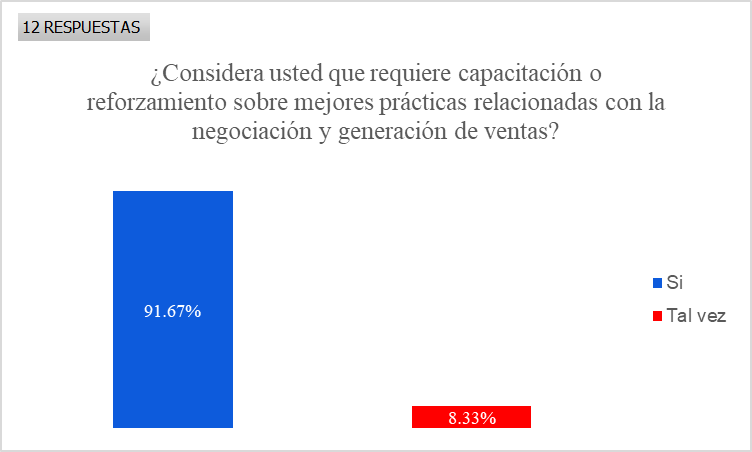 12 RESPUESTAS
¿Considera usted que requiere capacitación o
reforzamiento sobre mejores prácticas relacionadas con la
negociación y generación de ventas?
91.67%
8.33%
Si
Tal vez